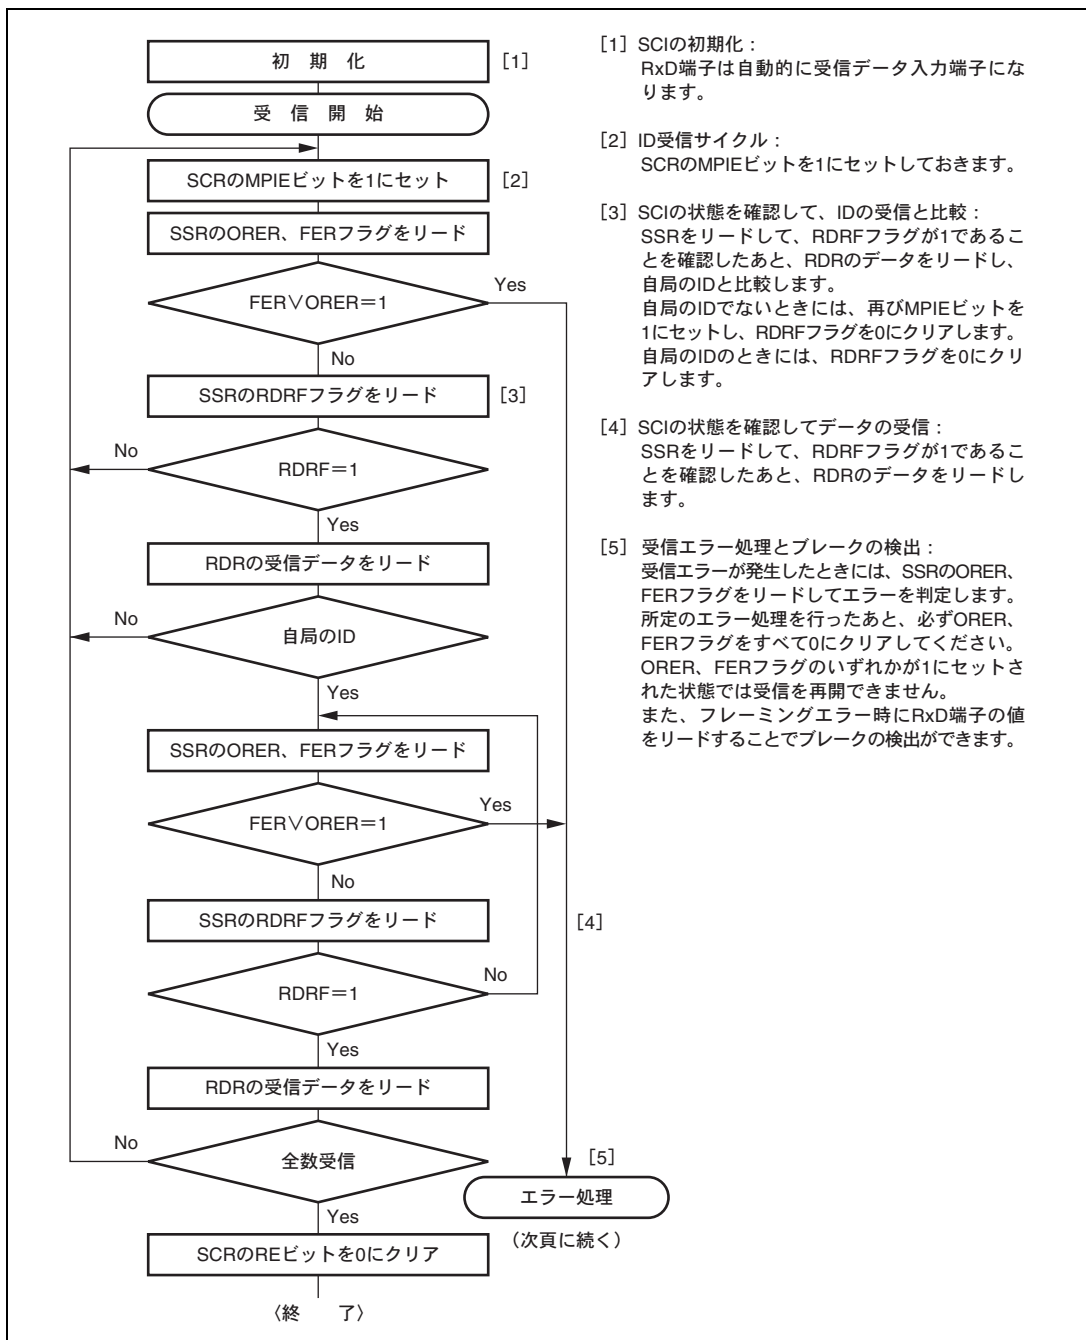 初 期 化 [1]
受 信 開 始
SCRのMPIEビットを1にセット [2]
SSRのORER、FERフラグをリード
FER∨ORER＝1
Yes
No
SSRのRDRFフラグをリード [3]
No
RDRF＝1
Yes
RDRの受信データをリード
No
自局のID
Yes
SSRのORER、FERフラグをリード
FER∨ORER＝1
Yes
No
SSRのRDRFフラグをリード
[4]
RDRF＝1
No
Yes
RDRの受信データをリード
No
全数受信
Yes
[5]
エラー処理
（次頁に続く）
SCRのREビットを0にクリア
〈終 了〉
[1] SCIの初期化：
RxD端子は自動的に受信データ入力端子にな
ります。
[2] ID受信サイクル：
SCRのMPIEビットを1にセットしておきます。
[3] SCIの状態を確認して、IDの受信と比較：
SSRをリードして、RDRFフラグが1であるこ
とを確認したあと、RDRのデータをリードし、
自局のIDと比較します。
自局のIDでないときには、再びMPIEビットを
1にセットし、RDRFフラグを0にクリアします。
自局のIDのときには、RDRFフラグを0にクリ
アします。
[4] SCIの状態を確認してデータの受信：
SSRをリードして、RDRFフラグが1であるこ
とを確認したあと、RDRのデータをリードし
ます。
[5] 受信エラー処理とブレークの検出：
受信エラーが発生したときには、SSRのORER、
FERフラグをリードしてエラーを判定します。
所定のエラー処理を行ったあと、必ずORER、
FERフラグをすべて0にクリアしてください。
ORER、FERフラグのいずれかが1にセットさ
れた状態では受信を再開できません。
また、フレーミングエラー時にRxD端子の値
をリードすることでブレークの検出ができます。